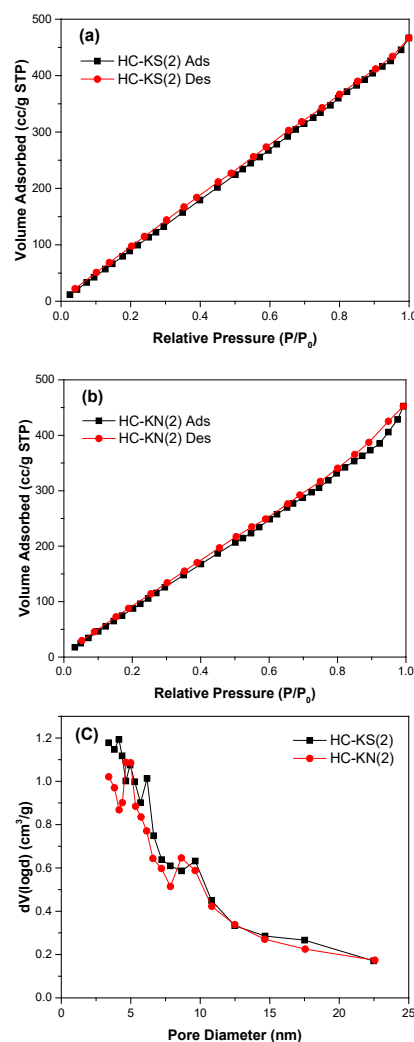 (a)
HC-KS(2) Ads
HC-KS(2) Des
Volume Adsorbed (cc/g STP)
500
400
300
200
100
0
0.0 0.2 0.4 0.6 0.8 1.0
Relative Pressure (P/P₀)
(b)
HC-KN(2) Ads
HC-KN(2) Des
Volume Adsorbed (cc/g STP)
500
400
300
200
100
0
0.0 0.2 0.4 0.6 0.8 1.0
Relative Pressure (P/P₀)
(C)
HC-KS(2)
HC-KN(2)
dV(logd) (cm³/g)
1.2
1.0
0.8
0.6
0.4
0.2
0.0
0 5 10 15 20 25
Pore Diameter (nm)